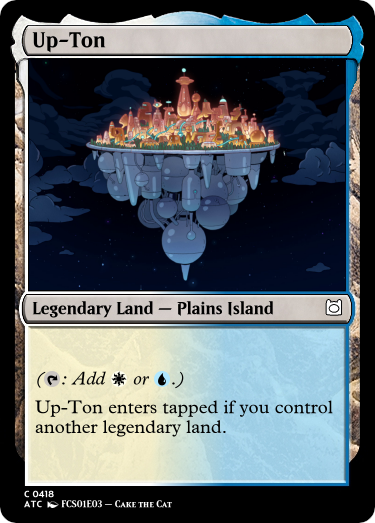 Up-Ton
Legendary Land — Plains Island
(: Add or .)
Up-Ton enters tapped if you control
another legendary land.
C 0418
ATC FCS01E03 – Cake the Cat